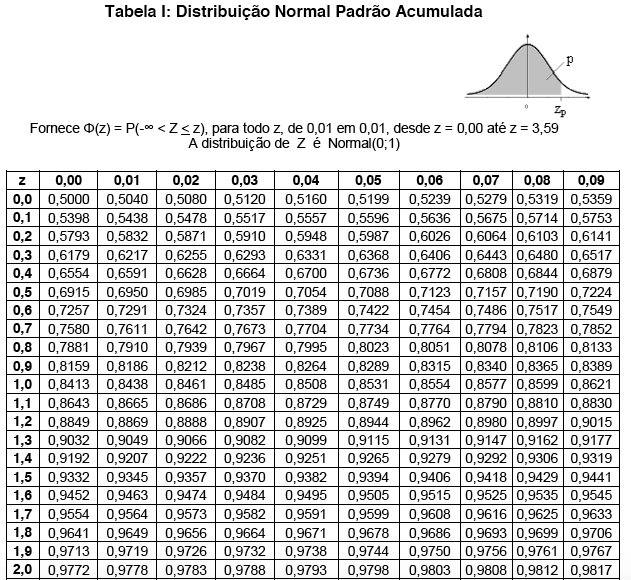 Tabela I: Distribuição Normal Padrão Acumulada
p
0
zp
Fornece Φ(z) = P(-∞ < Z ≤ z), para todo z, de 0,01 em 0,01, desde z = 0,00 até z = 3,59
A distribuição de Z é Normal(0;1)
z 0,00 0,01 0,02 0,03 0,04 0,05 0,06 0,07 0,08 0,09
0,0 0,5000 0,5040 0,5080 0,5120 0,5160 0,5199 0,5239 0,5279 0,5319 0,5359
0,1 0,5398 0,5438 0,5478 0,5517 0,5557 0,5596 0,5636 0,5675 0,5714 0,5753
0,2 0,5793 0,5832 0,5871 0,5910 0,5948 0,5987 0,6026 0,6064 0,6103 0,6141
0,3 0,6179 0,6217 0,6255 0,6293 0,6331 0,6368 0,6406 0,6443 0,6480 0,6517
0,4 0,6554 0,6591 0,6628 0,6664 0,6700 0,6736 0,6772 0,6808 0,6844 0,6879
0,5 0,6915 0,6950 0,6985 0,7019 0,7054 0,7088 0,7123 0,7157 0,7190 0,7224
0,6 0,7257 0,7291 0,7324 0,7357 0,7389 0,7422 0,7454 0,7486 0,7517 0,7549
0,7 0,7580 0,7611 0,7642 0,7673 0,7704 0,7734 0,7764 0,7794 0,7823 0,7852
0,8 0,7881 0,7910 0,7939 0,7967 0,7995 0,8023 0,8051 0,8078 0,8106 0,8133
0,9 0,8159 0,8186 0,8212 0,8238 0,8264 0,8289 0,8315 0,8340 0,8365 0,8389
1,0 0,8413 0,8438 0,8461 0,8485 0,8508 0,8531 0,8554 0,8577 0,8599 0,8621
1,1 0,8643 0,8665 0,8686 0,8708 0,8729 0,8749 0,8770 0,8790 0,8810 0,8830
1,2 0,8849 0,8869 0,8888 0,8907 0,8925 0,8944 0,8962 0,8980 0,8997 0,9015
1,3 0,9032 0,9049 0,9066 0,9082 0,9099 0,9115 0,9131 0,9147 0,9162 0,9177
1,4 0,9192 0,9207 0,9222 0,9236 0,9251 0,9265 0,9279 0,9292 0,9306 0,9319
1,5 0,9332 0,9345 0,9357 0,9370 0,9382 0,9394 0,9406 0,9418 0,9429 0,9441
1,6 0,9452 0,9463 0,9474 0,9484 0,9495 0,9505 0,9515 0,9525 0,9535 0,9545
1,7 0,9554 0,9564 0,9573 0,9582 0,9591 0,9599 0,9608 0,9616 0,9625 0,9633
1,8 0,9641 0,9649 0,9656 0,9664 0,9671 0,9678 0,9686 0,9693 0,9699 0,9706
1,9 0,9713 0,9719 0,9726 0,9732 0,9738 0,9744 0,9750 0,9756 0,9761 0,9767
2,0 0,9772 0,9778 0,9783 0,9788 0,9793 0,9798 0,9803 0,9808 0,9812 0,9817